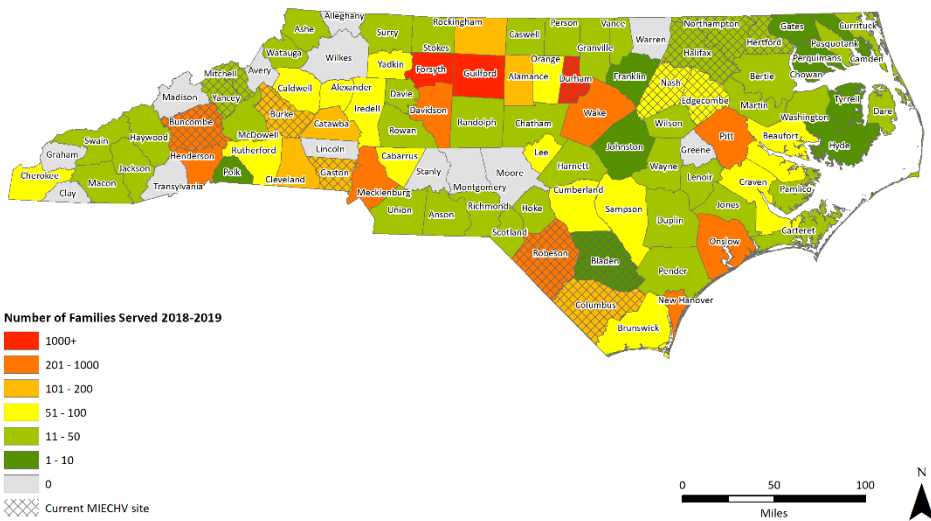 Alleghany
Ashe
Surry
Stokes
Rockingham
Caswell
Person
Granville
Vance
Warren
Northampton
Gates
Currituck
Hertford
Pasquotank
Perquimans
Camden
Chowan
Halifax
Watauga
Wilkes
Yadkin
Forsyth
Guilford
Alamance
Orange
Durham
Franklin
Nash
Edgecombe
Bertie
Martin
Washington
Tyrrell
Dare
Mitchell
Avery
Yancey
Madison
Caldwell
Alexander
Iredell
Davie
Davidson
Randolph
Chatham
Wake
Wilson
Pitt
Beaufort
Hyde
Buncombe
Burke
McDowell
Catawba
Rowan
Johnston
Greene
Haywood
Swain
Graham
Cherokee
Clay
Macon
Jackson
Transylvania
Henderson
Polk
Rutherford
Cleveland
Lincoln
Gaston
Mecklenburg
Cabarrus
Stanly
Montgomery
Moore
Lee
Harnett
Wayne
Lenoir
Craven
Pamlico
Jones
Carteret
Union
Anson
Richmond
Scotland
Hoke
Cumberland
Sampson
Duplin
Onslow
Robeson
Bladen
Pender
Columbus
New Hanover
Brunswick
Number of Families Served 2018-2019
1000+
201 - 1000
101 - 200
51 - 100
11 - 50
1 - 10
0
Current MIECHV site
0 50 100
Miles
N